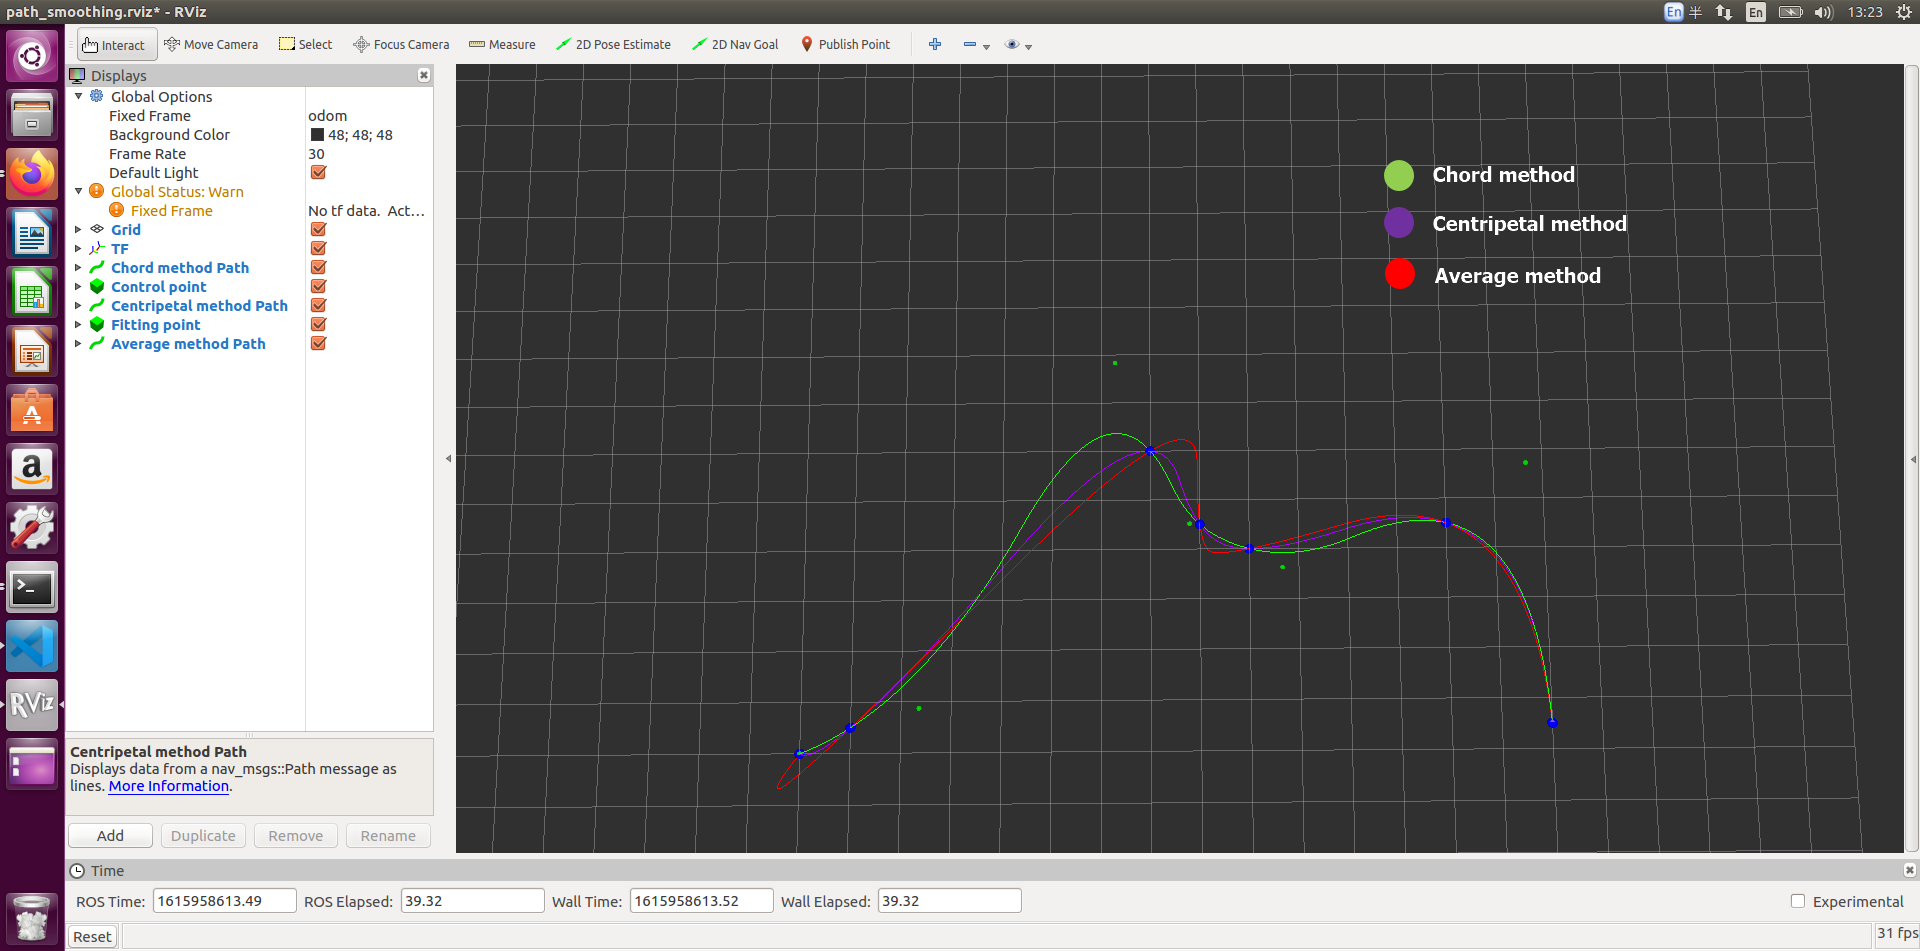 path_smoothing.rviz* - RViz
En 半 En 13:23
Interact Move Camera Select Focus Camera Measure 2D Pose Estimate 2D Nav Goal Publish Point
Displays
Global Options
Fixed Frame odom
Background Color 48; 48; 48
Frame Rate 30
Default Light
Global Status: Warn
Fixed Frame No tf data. Act...
Grid
TF
Chord method Path
Control point
Centripetal method Path
Fitting point
Average method Path
Chord method
Centripetal method
Average method
RViz
Centripetal method Path
Displays data from a nav_msgs::Path message as
lines. More Information.
Add Duplicate Remove Rename
Time
ROS Time: 1615958613.49 ROS Elapsed: 39.32 Wall Time: 1615958613.52 Wall Elapsed: 39.32 Experimental
Reset 31 fps